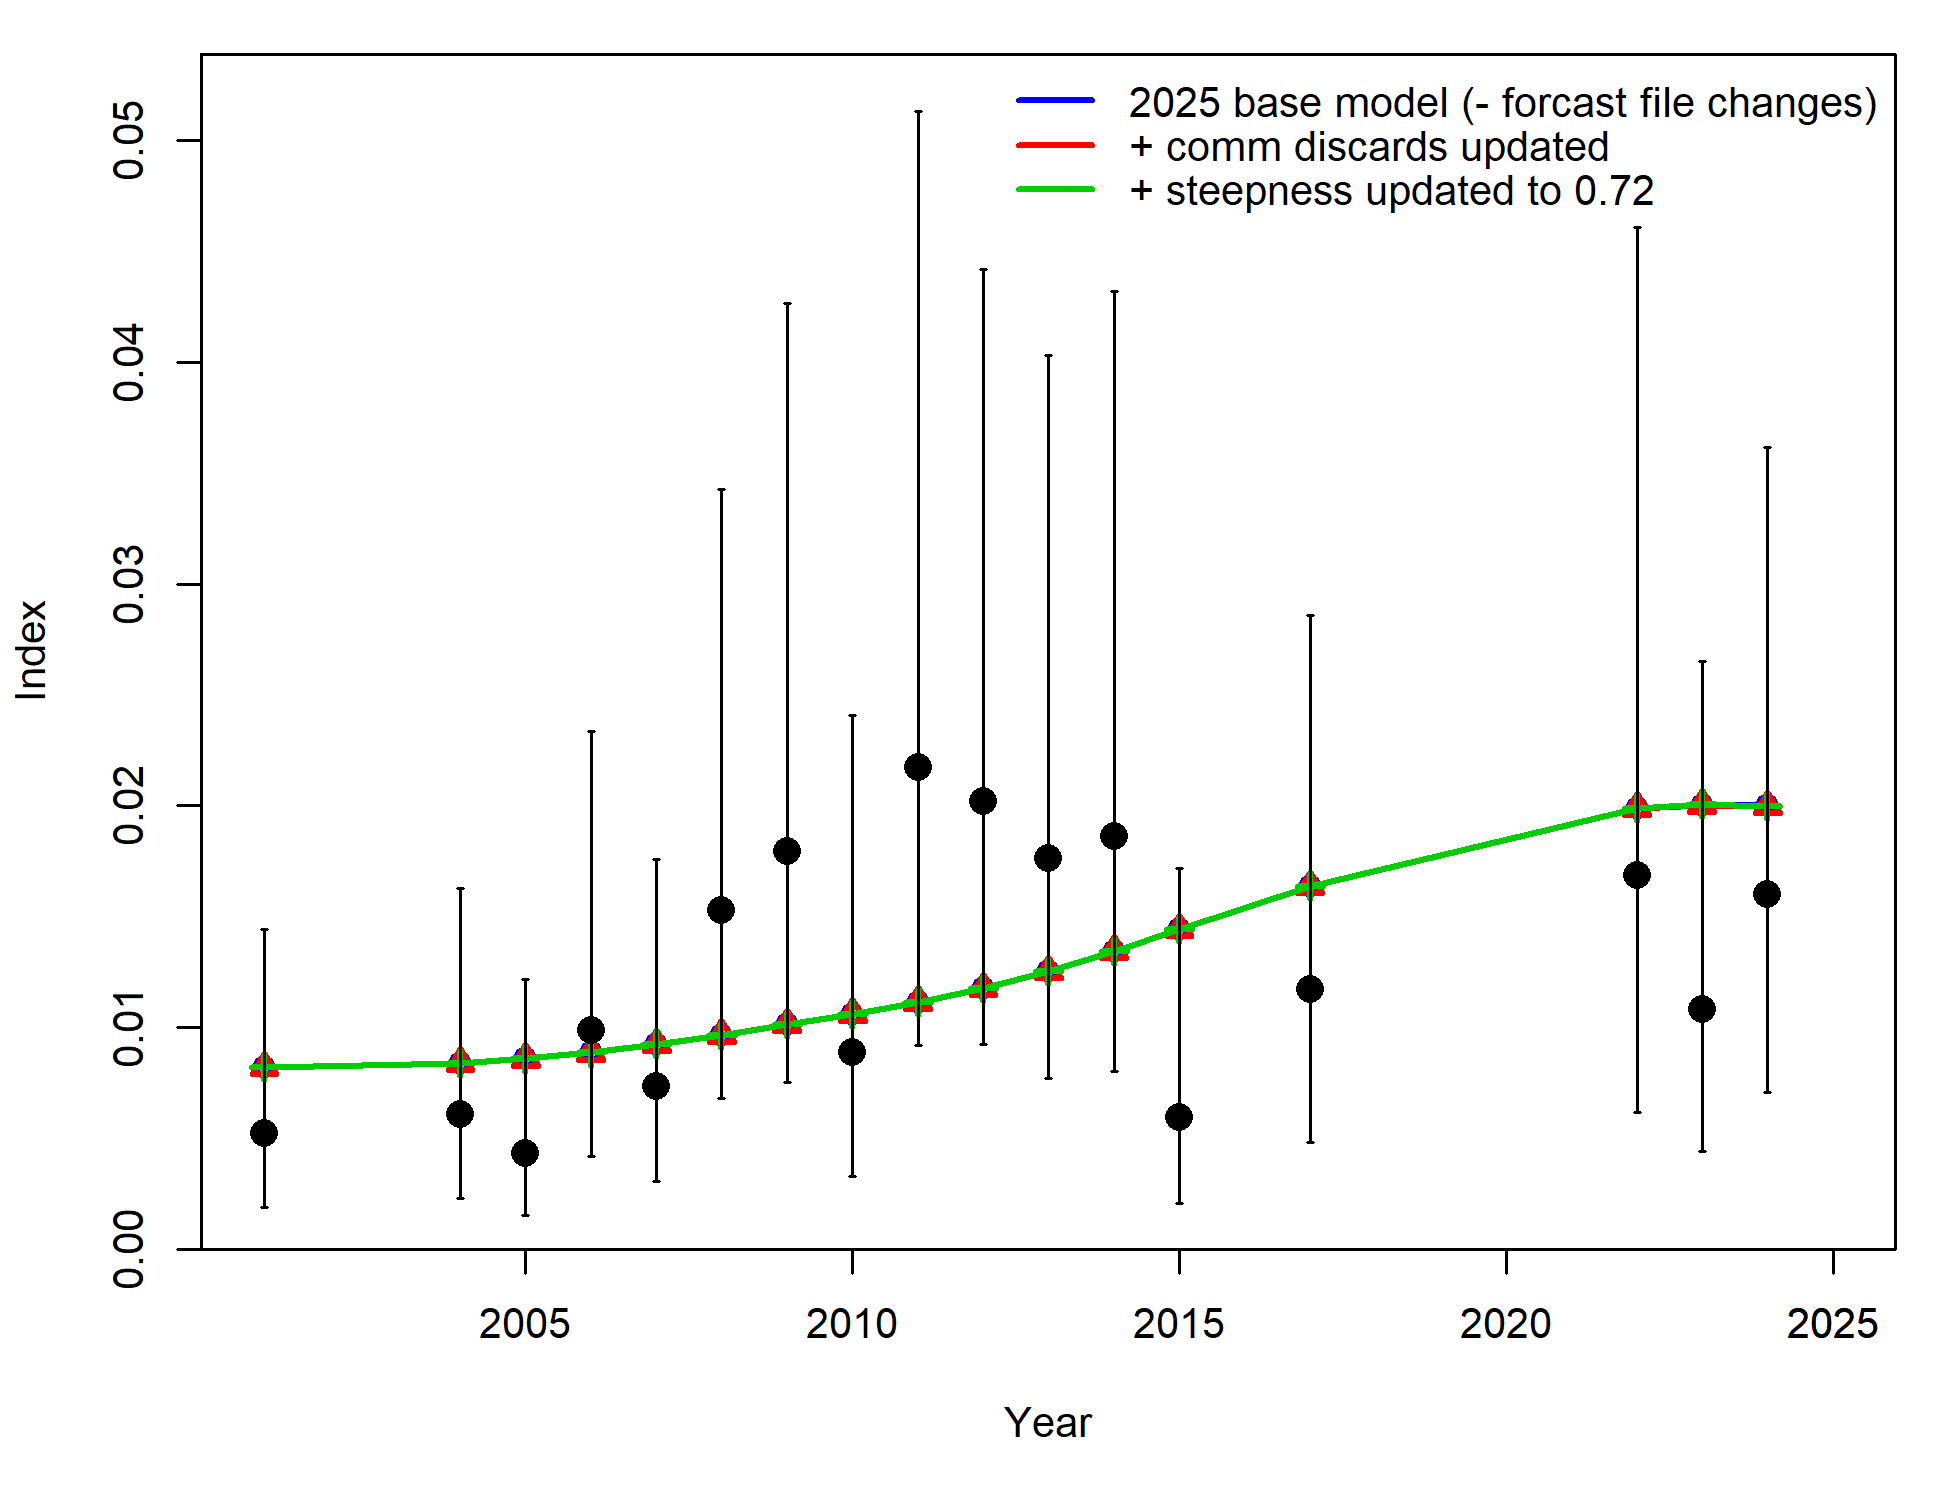 2025 base model (- forcast file changes)
+ comm discards updated
+ steepness updated to 0.72
0.05
0.04
0.03
0.02
0.01
0.00
Index
2005 2010 2015 2020 2025
Year